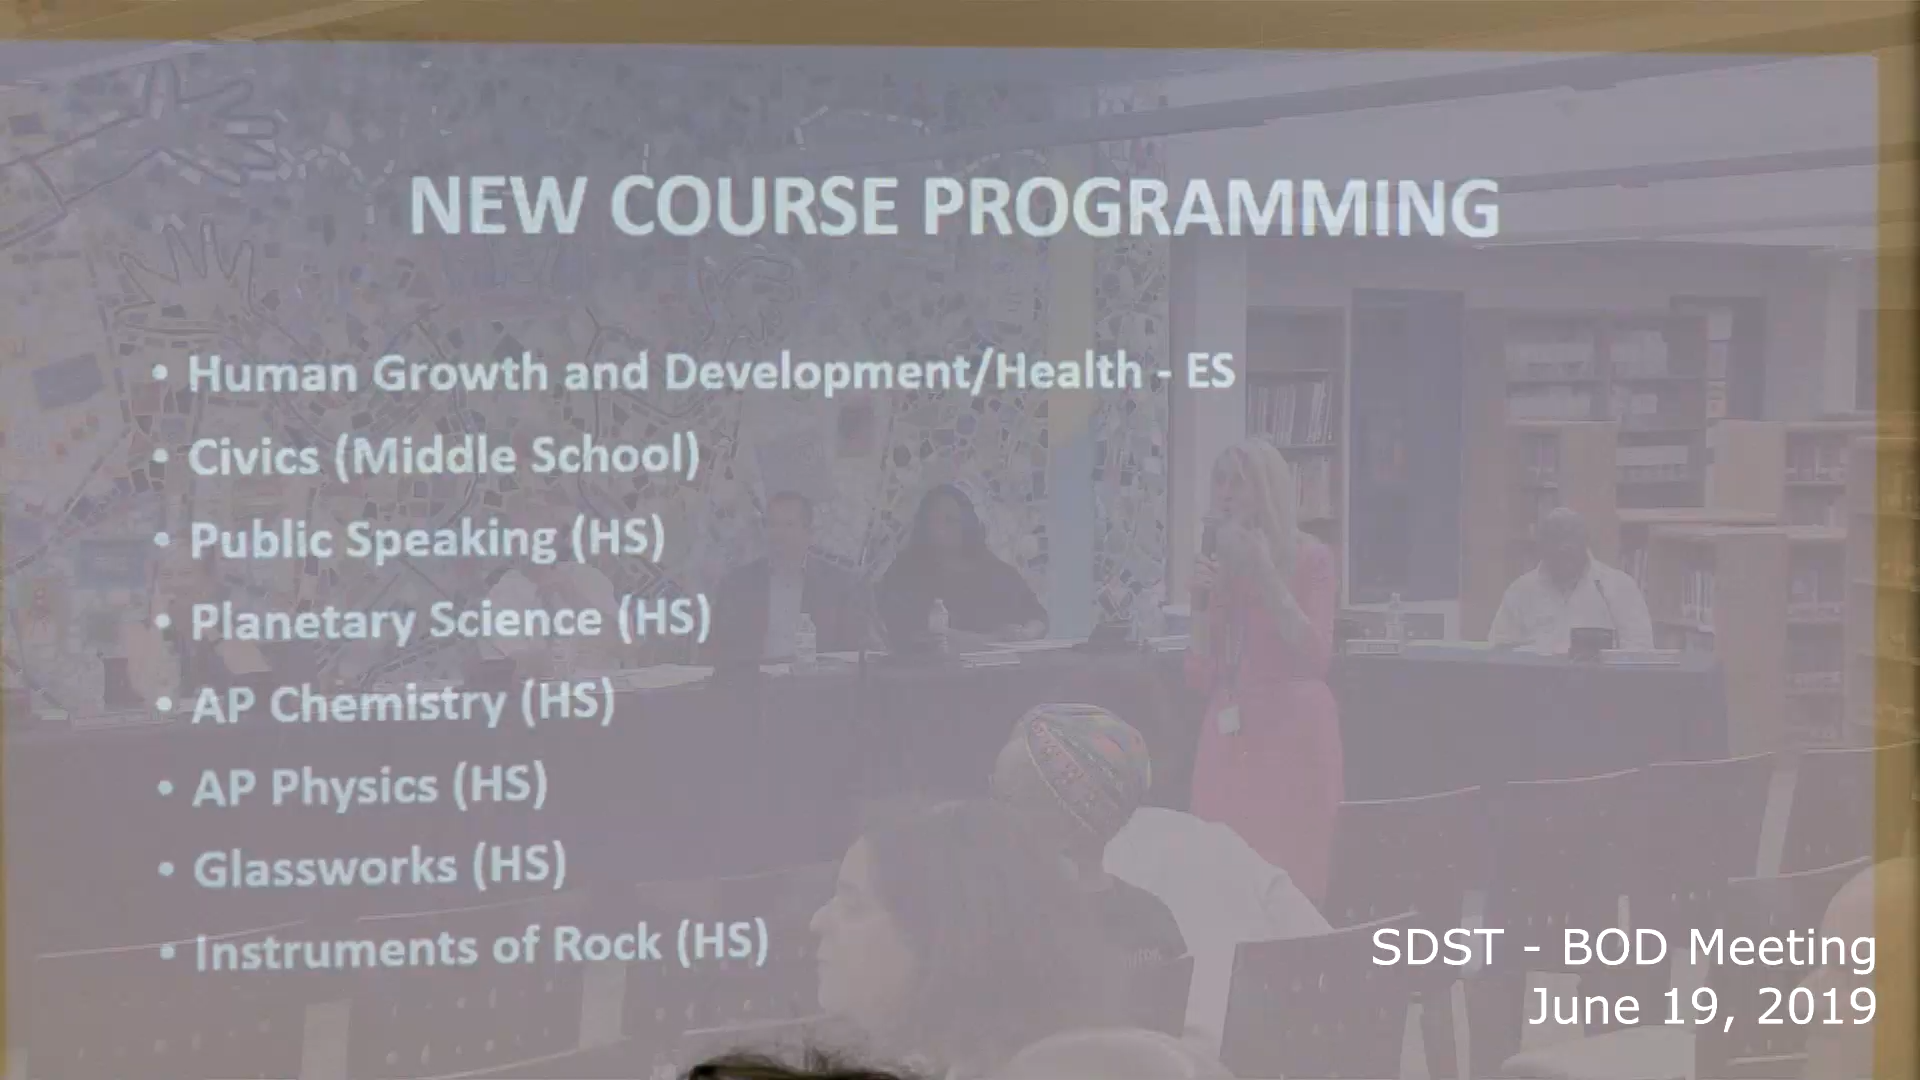 NEW COURSE PROGRAMMING
• Human Growth and Development/Health - ES
• Civics (Middle School)
• Public Speaking (HS)
• Planetary Science (HS)
• AP Chemistry (HS)
• AP Physics (HS)
• Glassworks (HS)
• Instruments of Rock (HS)
SDST - BOD Meeting
June 19, 2019